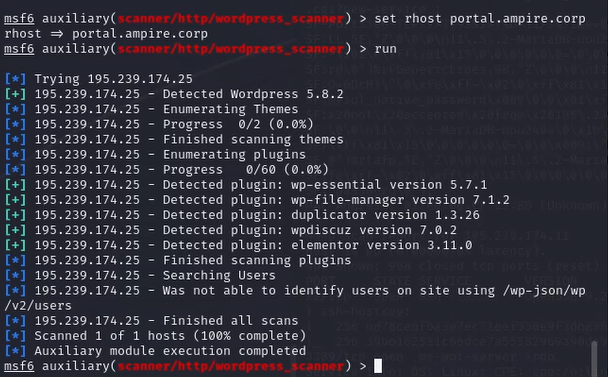 msf6 auxiliary(scanner/http/wordpress_scanner) > set rhost portal.ampire.corp
rhost => portal.ampire.corp
msf6 auxiliary(scanner/http/wordpress_scanner) > run
[*] Trying 195.239.174.25
[+] 195.239.174.25 - Detected Wordpress 5.8.2
[*] 195.239.174.25 - Enumerating Themes
[*] 195.239.174.25 - Progress  0/2 (0.0%)
[*] 195.239.174.25 - Finished scanning themes
[*] 195.239.174.25 - Enumerating plugins
[*] 195.239.174.25 - Progress   0/60 (0.0%)
[+] 195.239.174.25 - Detected plugin: wp-essential version 5.7.1
[+] 195.239.174.25 - Detected plugin: wp-file-manager version 7.1.2
[+] 195.239.174.25 - Detected plugin: duplicator version 1.3.26
[+] 195.239.174.25 - Detected plugin: wpdiscuz version 7.0.2
[+] 195.239.174.25 - Detected plugin: elementor version 3.11.0
[*] 195.239.174.25 - Finished scanning plugins
[*] 195.239.174.25 - Searching Users
[*] 195.239.174.25 - Was not able to identify users on site using /wp-json/wp
/v2/users
[*] 195.239.174.25 - Finished all scans
[*] Scanned 1 of 1 hosts (100% complete)
[*] Auxiliary module execution completed
msf6 auxiliary(scanner/http/wordpress_scanner) >